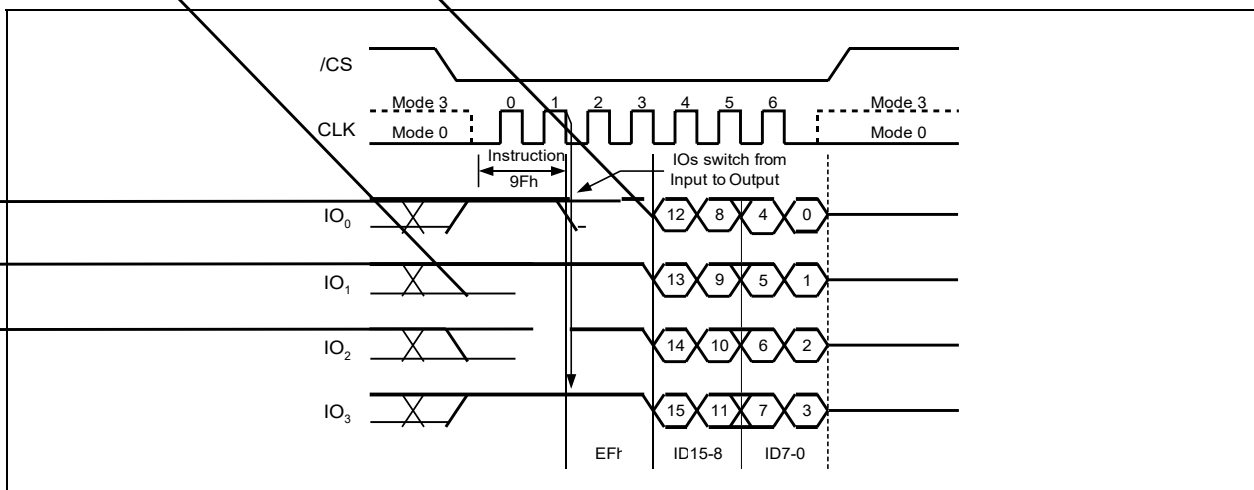 /CS
Mode 3 0 1 2 3 4 5 6 Mode 3
CLK Mode 0 Mode 0
Instruction IOs switch from
9Fh Input to Output
IO0 12 8 4 0
IO1 13 9 5 1
IO2 14 10 6 2
IO3 15 11 7 3
EFh ID15-8 ID7-0